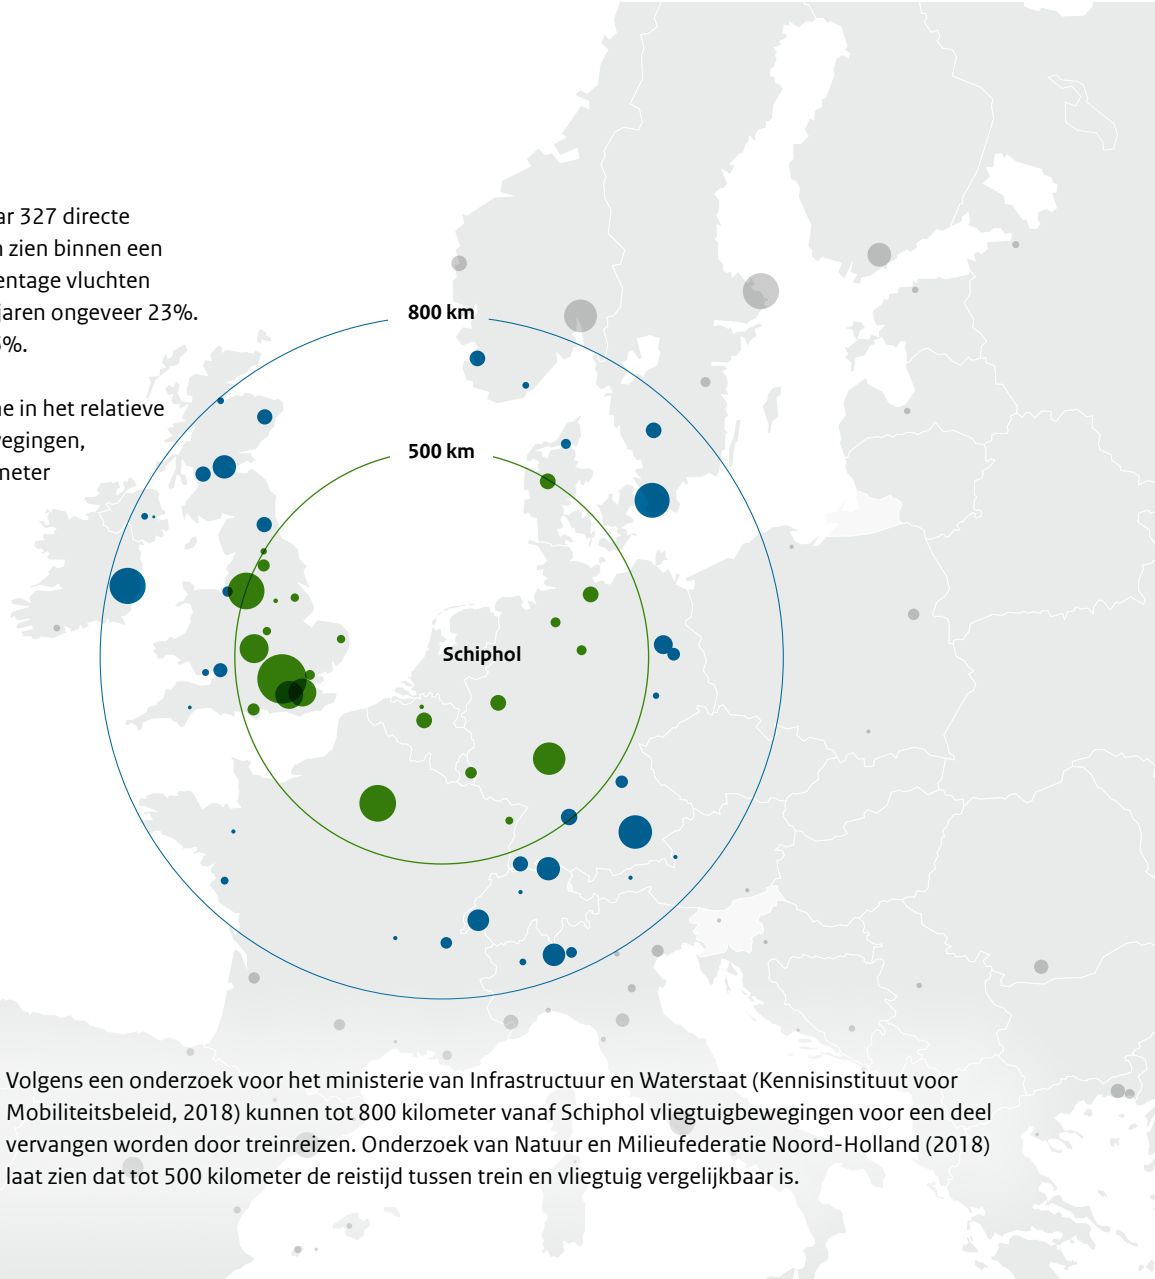 ar 327 directe
n zien binnen een
entage vluchten
jaren ongeveer 23%.
%.
800 km
e in het relatieve
vegingen,
meter
500 km
Schiphol
Volgens een onderzoek voor het ministerie van Infrastructuur en Waterstaat (Kennisinstituut voor
Mobiliteitsbeleid, 2018) kunnen tot 800 kilometer vanaf Schiphol vliegtuigbewegingen voor een deel
vervangen worden door treinreizen. Onderzoek van Natuur en Milieufederatie Noord-Holland (2018)
laat zien dat tot 500 kilometer de reistijd tussen trein en vliegtuig vergelijkbaar is.